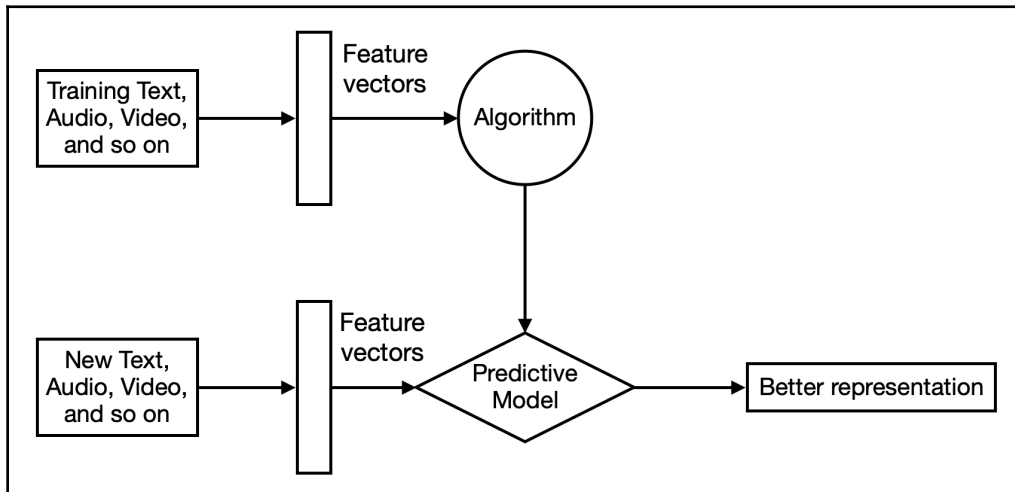 Feature
vectors
Training Text,
Audio, Video,
and so on
Algorithm
Feature
vectors
New Text,
Audio, Video,
and so on
Predictive
Model
Better representation